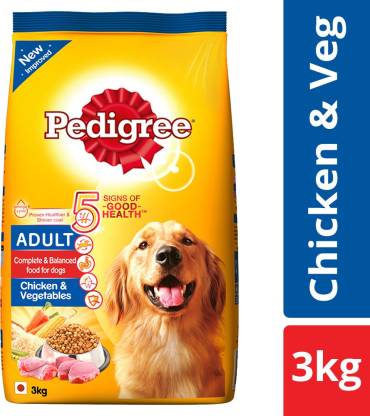 New
Improved
Pedigree
Proven Healthier &
Shinier coat
5 SIGNS OF
-GOOD-
HEALTH™
ADULT
Complete & Balanced
food for dogs
Chicken &
Vegetables
3kg
Chicken & Veg
3kg